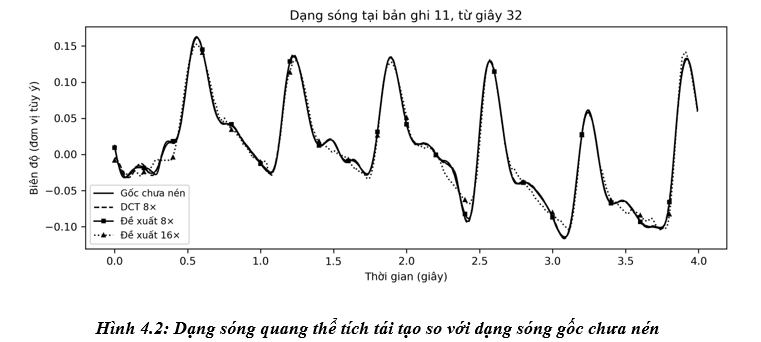 Dạng sóng tại bản ghi 11, từ giây 32
Biên độ (đơn vị tùy ý)
0.15
0.10
0.05
0.00
−0.05
−0.10
Gốc chưa nén
DCT 8×
Đề xuất 8×
Đề xuất 16×
0.0 0.5 1.0 1.5 2.0 2.5 3.0 3.5 4.0
Thời gian (giây)
Hình 4.2: Dạng sóng quang thể tích tái tạo so với dạng sóng gốc chưa nén